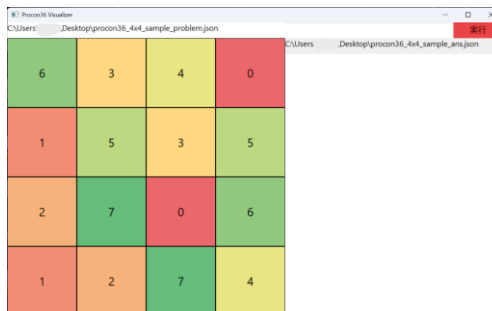 Procon36 Visualizer
C:\Users ,Desktop\procon36_4x4_sample_problem.json
実行
C:\Users ,Desktop\procon36_4x4_sample_ans.json
6 3 4 0
1 5 3 5
2 7 0 6
1 2 7 4